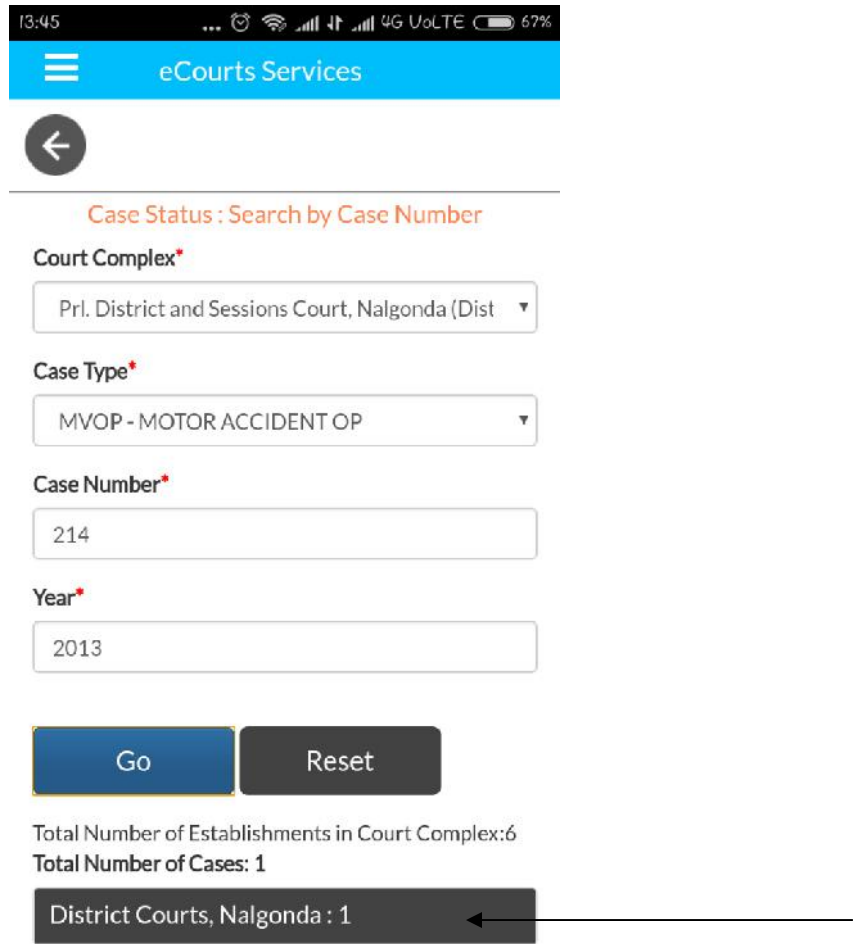 13:45 ... 4G VoLTE 67%
eCourts Services
Case Status : Search by Case Number
Court Complex*
Prl. District and Sessions Court, Nalgonda (Dist
Case Type*
MVOP - MOTOR ACCIDENT OP
Case Number*
214
Year*
2013
Go Reset
Total Number of Establishments in Court Complex:6
Total Number of Cases: 1
District Courts, Nalgonda : 1